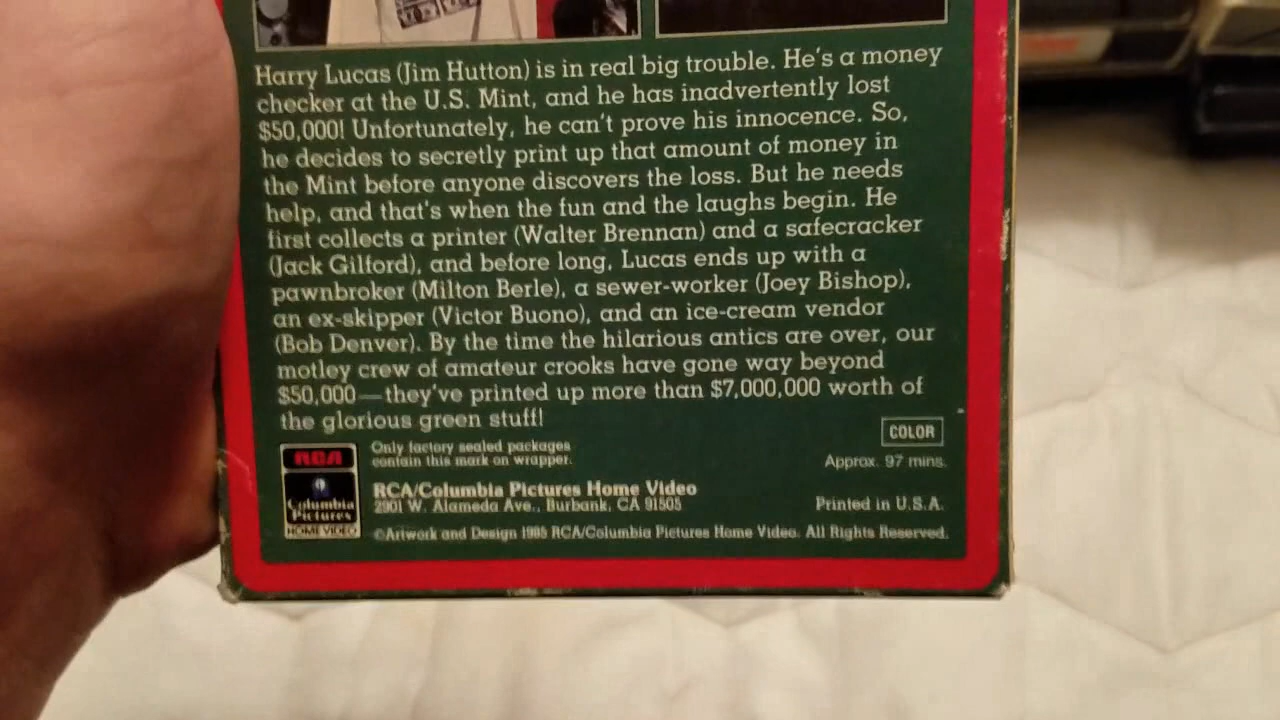 Harry Lucas (Jim Hutton) is in real big trouble. He's a money
checker at the U.S. Mint, and he has inadvertently lost
$50,000! Unfortunately, he can't prove his innocence. So,
he decides to secretly print up that amount of money in
the Mint before anyone discovers the loss. But he needs
help, and that's when the fun and the laughs begin. He
first collects a printer (Walter Brennan) and a safecracker
(Jack Gilford), and before long, Lucas ends up with a
pawnbroker (Milton Berle), a sewer-worker (Joey Bishop),
an ex-skipper (Victor Buono), and an ice-cream vendor
(Bob Denver). By the time the hilarious antics are over, our
motley crew of amateur crooks have gone way beyond
$50,000—they've printed up more than $7,000,000 worth of
the glorious green stuff!
COLOR
Approx. 97 mins.
RCA
Columbia
Pictures
HOME VIDEO
Only factory sealed packages
contain this mark on wrapper.
RCA/Columbia Pictures Home Video
2901 W. Alameda Ave., Burbank, CA 91505
Printed in U.S.A.
©Artwork and Design 1985 RCA/Columbia Pictures Home Video. All Rights Reserved.